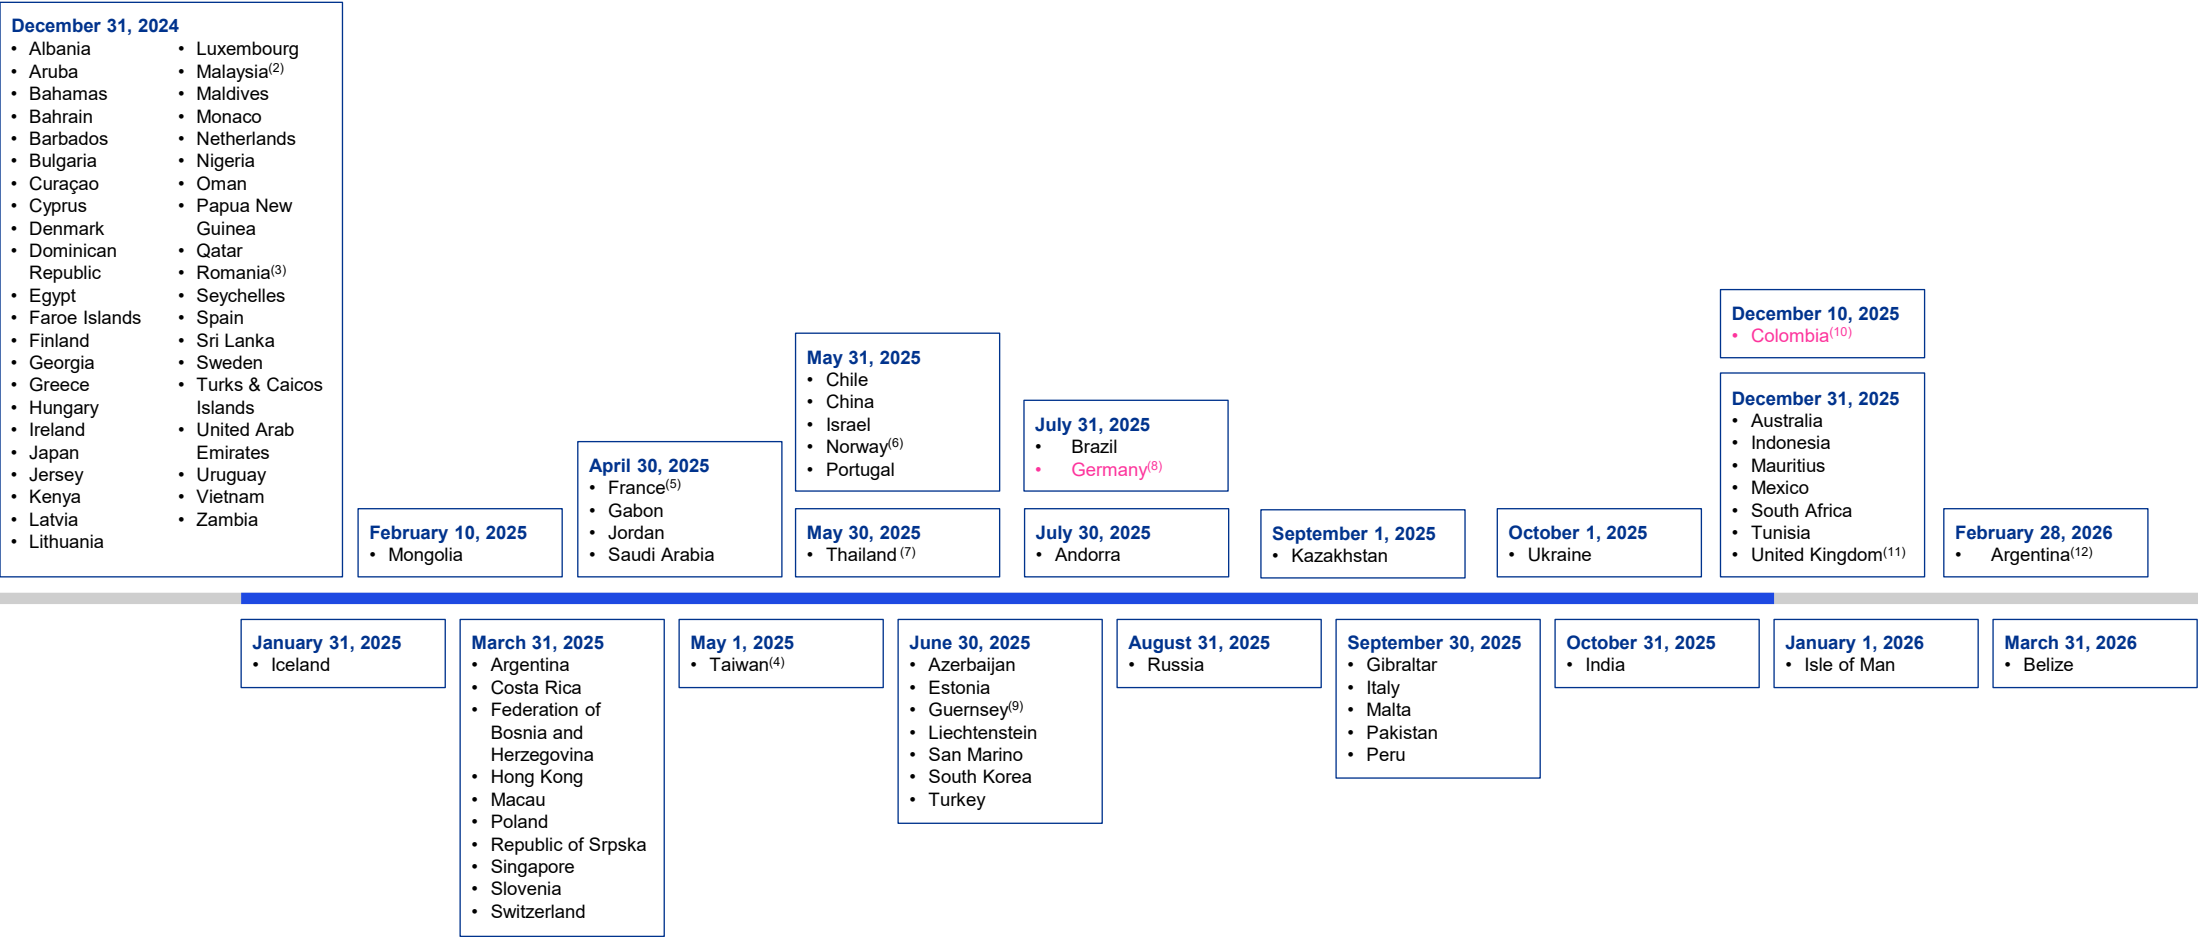 December 31, 2024
• Albania
• Aruba
• Bahamas
• Bahrain
• Barbados
• Bulgaria
• Curaçao
• Cyprus
• Denmark
• Dominican
Republic
• Egypt
• Faroe Islands
• Finland
• Georgia
• Greece
• Hungary
• Ireland
• Japan
• Jersey
• Kenya
• Latvia
• Lithuania
• Luxembourg
• Malaysia(2)
• Maldives
• Monaco
• Netherlands
• Nigeria
• Oman
• Papua New
Guinea
• Qatar
• Romania(3)
• Seychelles
• Spain
• Sri Lanka
• Sweden
• Turks & Caicos
Islands
• United Arab
Emirates
• Uruguay
• Vietnam
• Zambia
February 10, 2025
• Mongolia
April 30, 2025
• France(5)
• Gabon
• Jordan
• Saudi Arabia
May 31, 2025
• Chile
• China
• Israel
• Norway(6)
• Portugal
May 30, 2025
• Thailand (7)
July 31, 2025
• Brazil
• Germany(8)
July 30, 2025
• Andorra
September 1, 2025
• Kazakhstan
October 1, 2025
• Ukraine
December 10, 2025
• Colombia(10)
December 31, 2025
• Australia
• Indonesia
• Mauritius
• Mexico
• South Africa
• Tunisia
• United Kingdom(11)
February 28, 2026
• Argentina(12)
January 31, 2025
• Iceland
March 31, 2025
• Argentina
• Costa Rica
• Federation of
Bosnia and
Herzegovina
• Hong Kong
• Macau
• Poland
• Republic of Srpska
• Singapore
• Slovenia
• Switzerland
May 1, 2025
• Taiwan(4)
June 30, 2025
• Azerbaijan
• Estonia
• Guernsey(9)
• Liechtenstein
• San Marino
• South Korea
• Turkey
August 31, 2025
• Russia
September 30, 2025
• Gibraltar
• Italy
• Malta
• Pakistan
• Peru
October 31, 2025
• India
January 1, 2026
• Isle of Man
March 31, 2026
• Belize